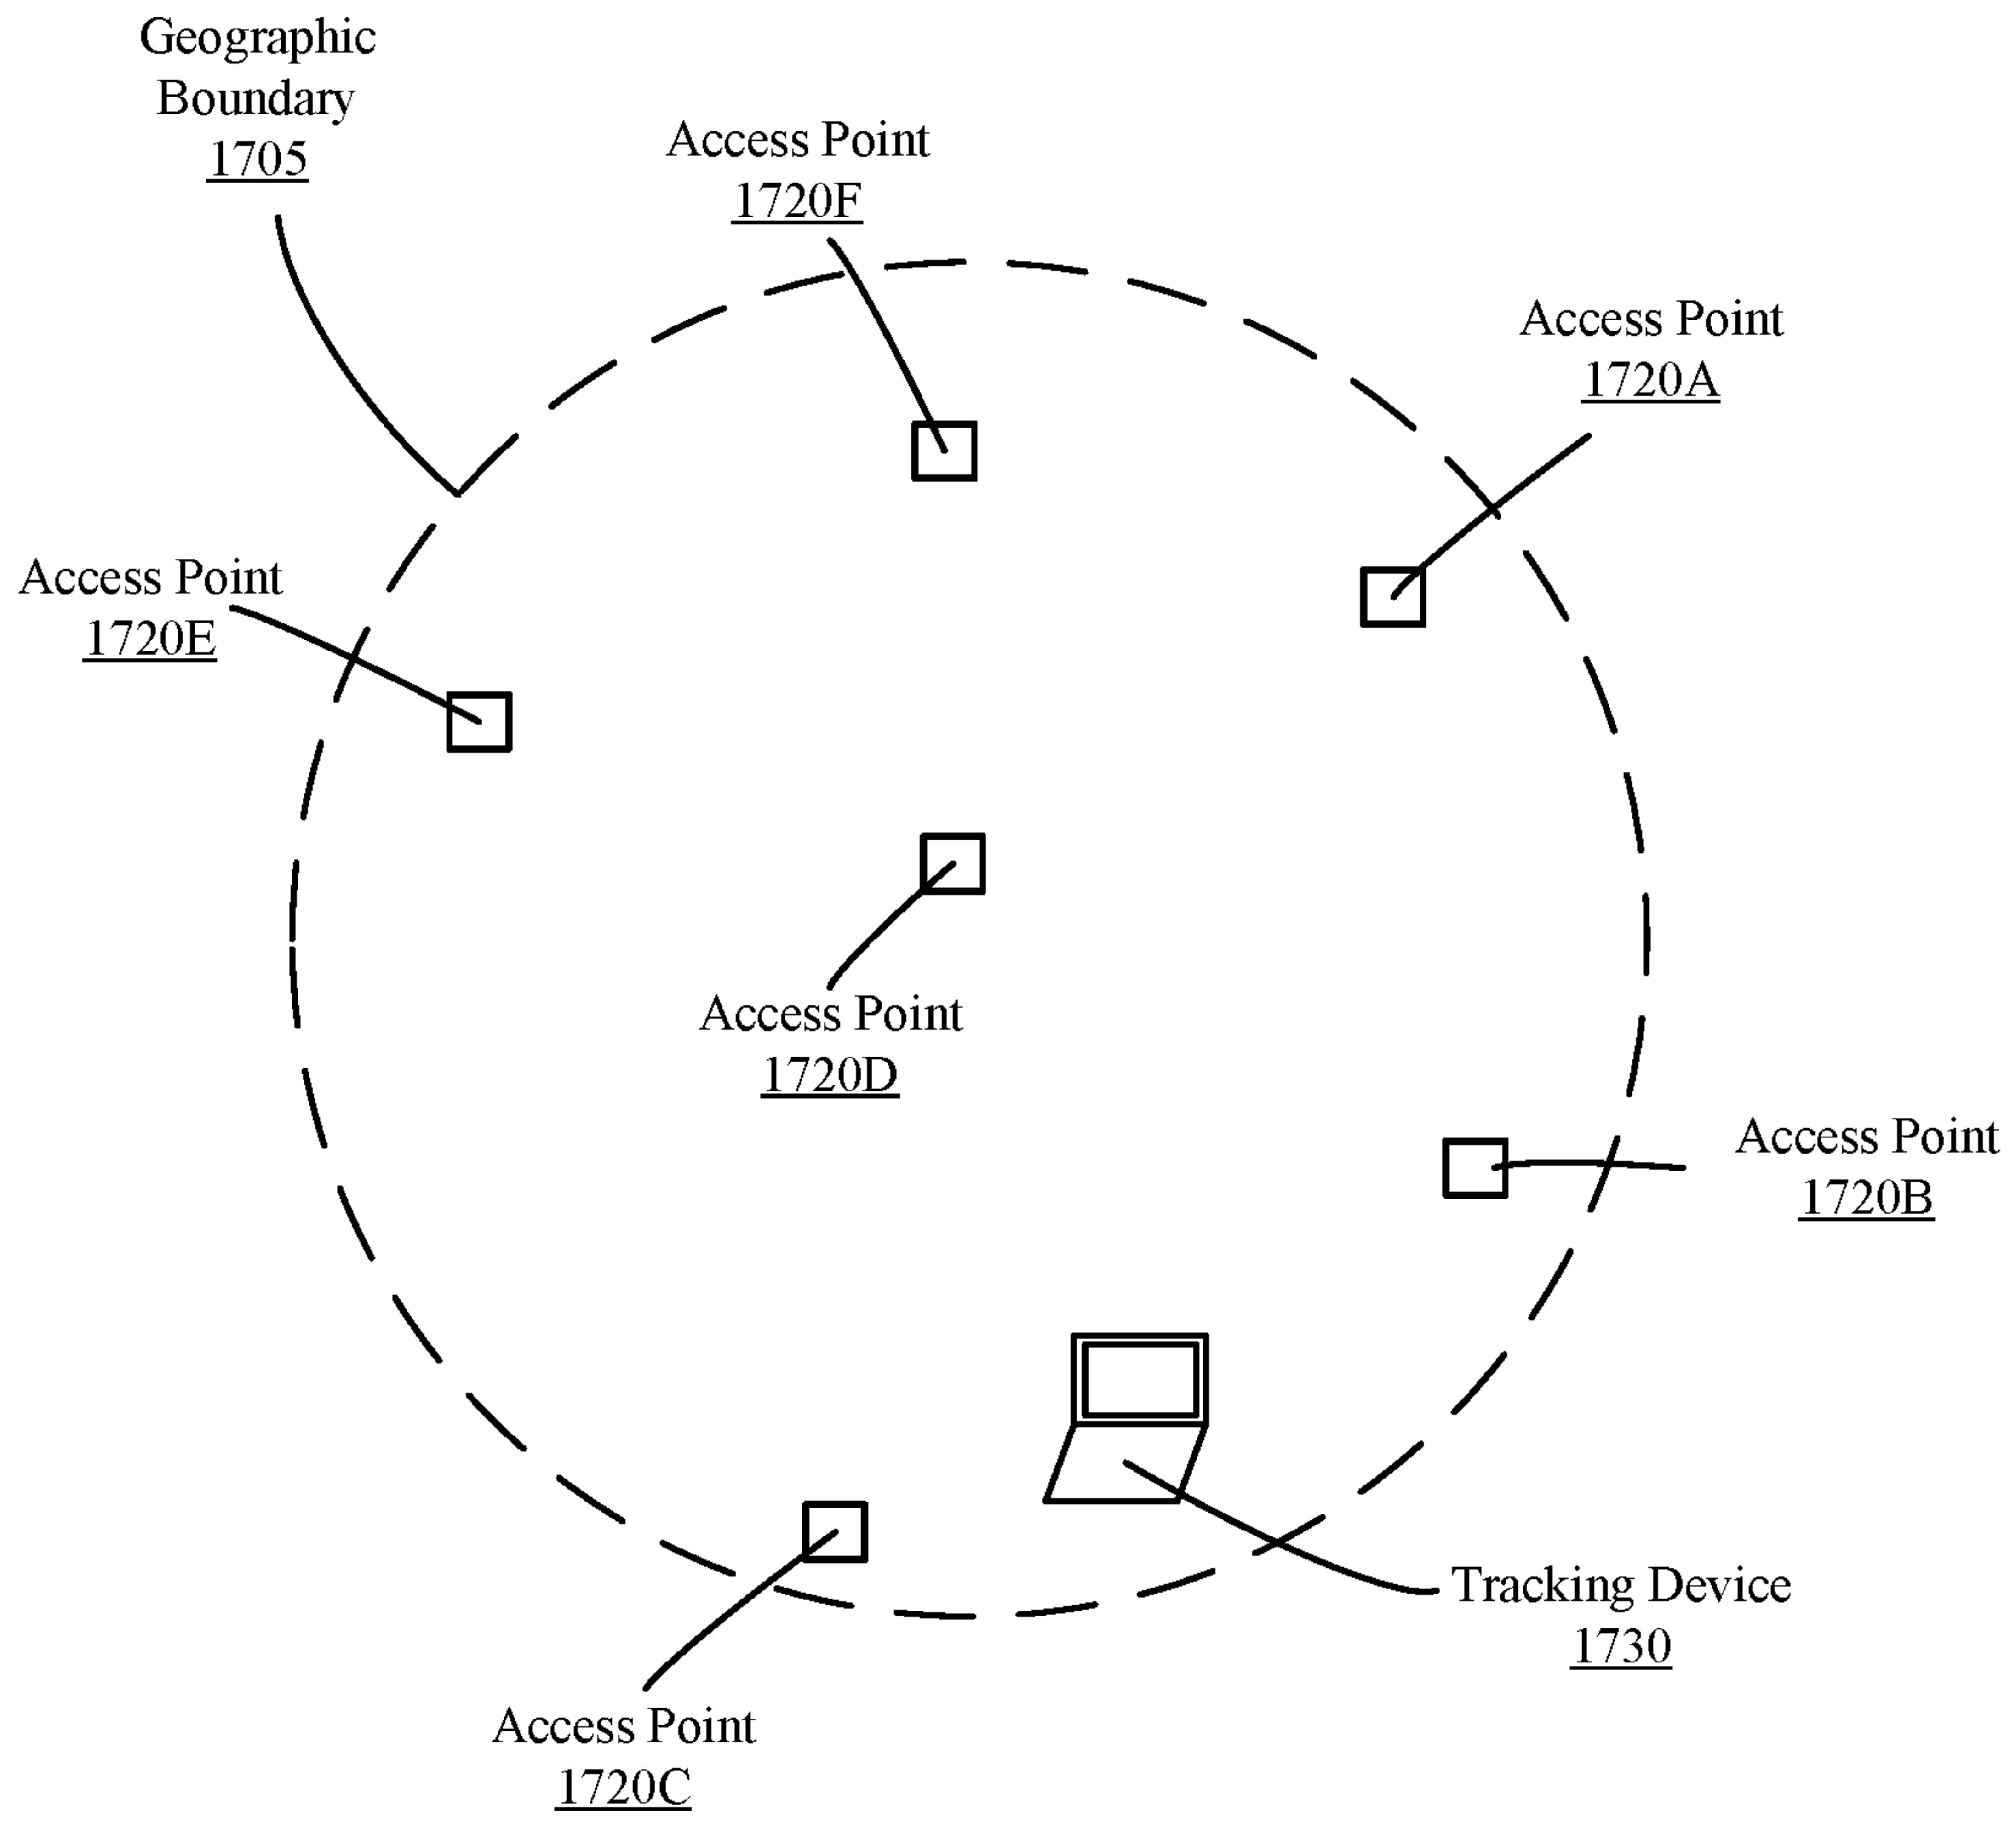 Geographic
Boundary
1705
Access Point
1720F
Access Point
1720A
Access Point
1720E
Access Point
1720D
Access Point
1720B
Tracking Device
1730
Access Point
1720C